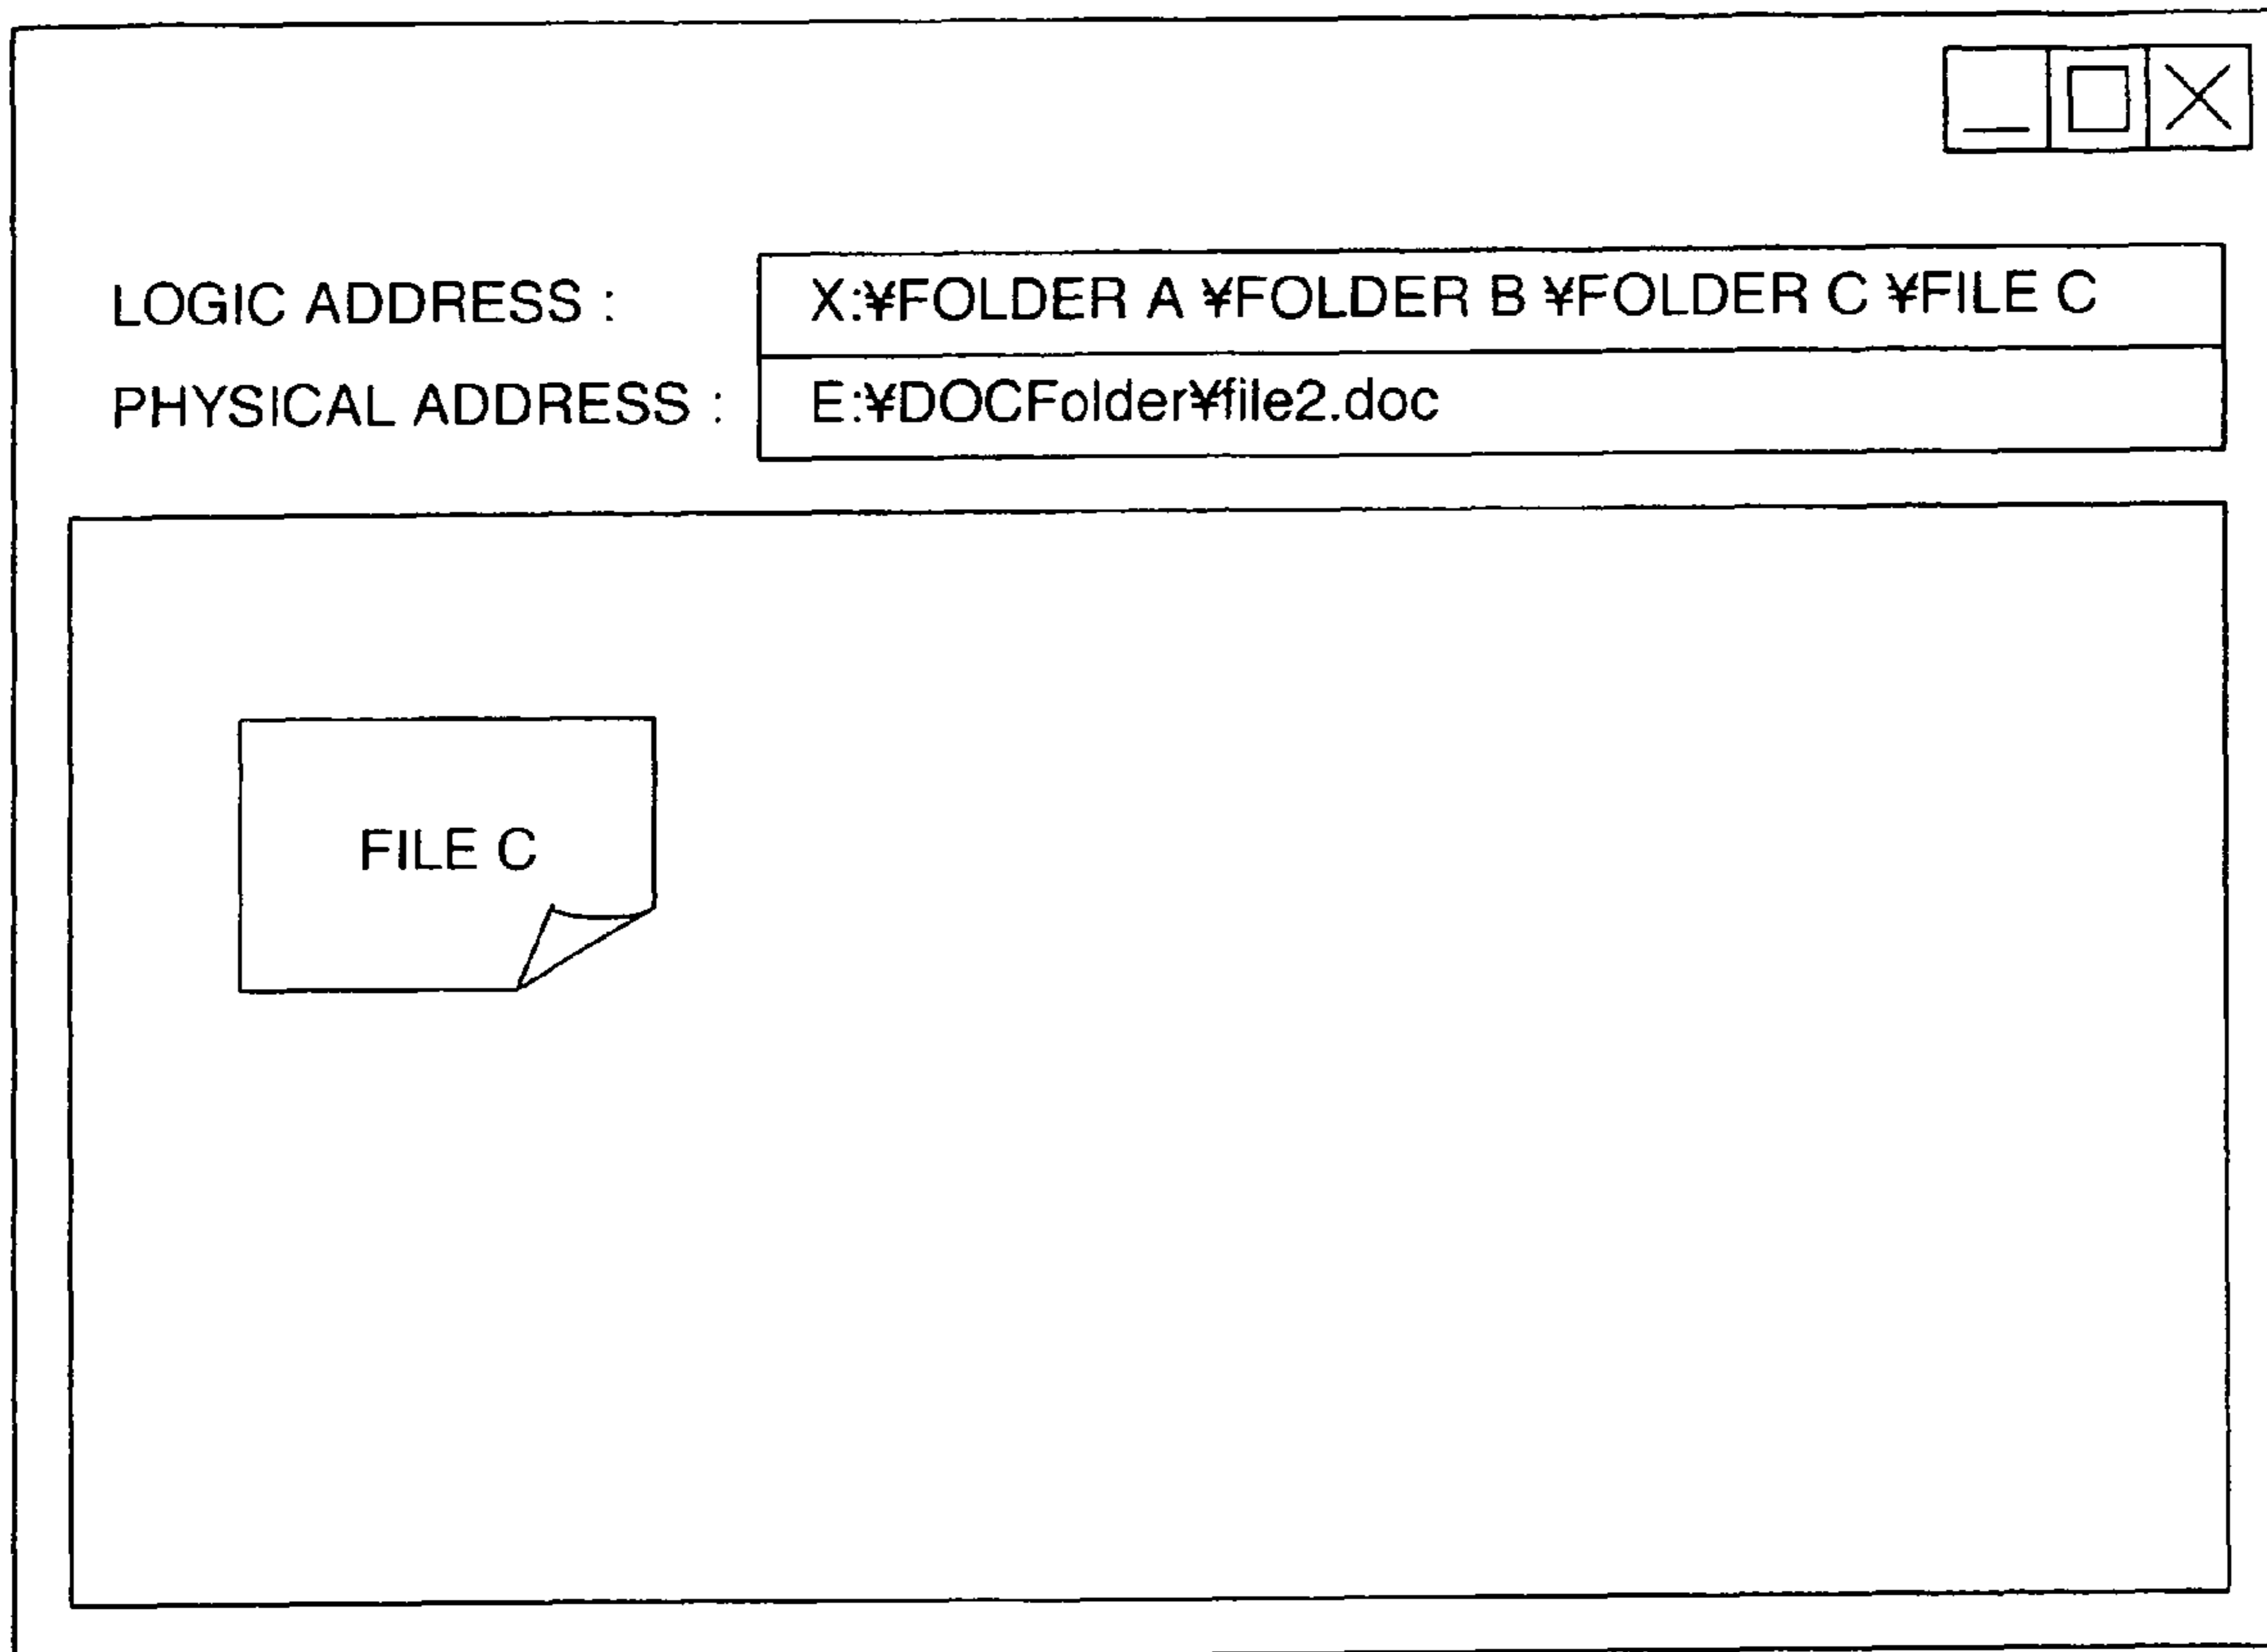 LOGIC ADDRESS : X:¥FOLDER A ¥FOLDER B ¥FOLDER C ¥FILE C
PHYSICAL ADDRESS : E:¥DOCFolder¥file2.doc
FILE C